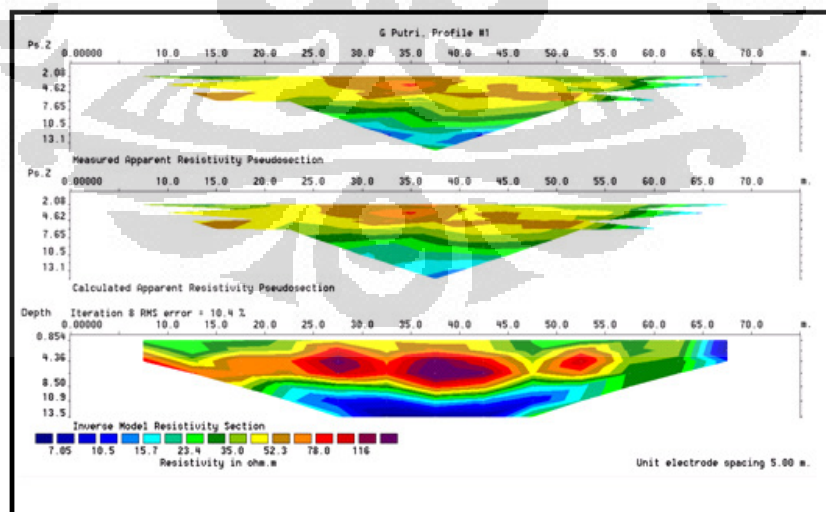 G Putri, Profile #1
Ps.Z 0.00000 10.0 15.0 20.0 25.0 30.0 35.0 40.0 45.0 50.0 55.0 60.0 65.0 70.0 m.
2.08
4.62
7.65
10.5
13.1
Measured Apparent Resistivity Pseudosection
Ps.Z 0.00000 10.0 15.0 20.0 25.0 30.0 35.0 40.0 45.0 50.0 55.0 60.0 65.0 70.0 m.
2.08
4.62
7.65
10.5
13.1
Calculated Apparent Resistivity Pseudosection
Depth Iteration 8 RMS error = 10.4 %
0.00000 10.0 15.0 20.0 25.0 30.0 35.0 40.0 45.0 50.0 55.0 60.0 65.0 70.0 m.
0.854
4.36
8.50
10.9
13.5
Inverse Model Resistivity Section
7.05 10.5 15.7 23.4 35.0 52.3 78.0 116
Resistivity in ohm.m Unit electrode spacing 5.00 m.